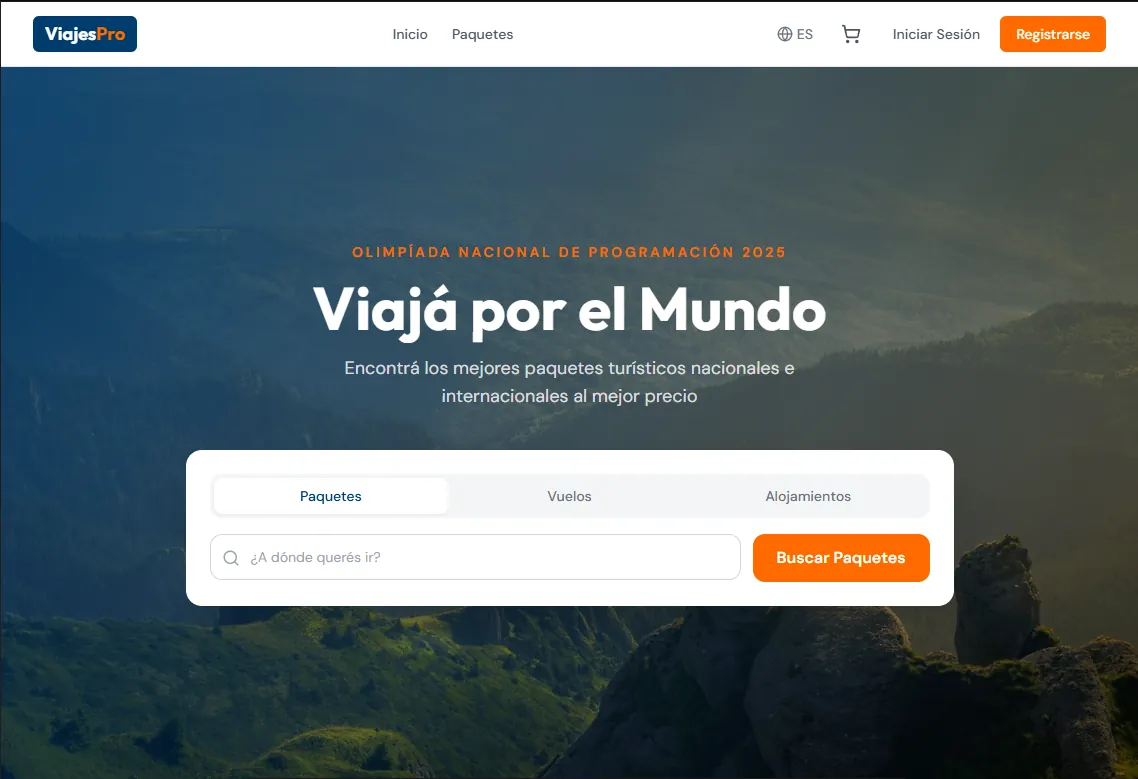 ViajesPro
Inicio
Paquetes
ES
Iniciar Sesión
Registrarse
OLIMPÍADA NACIONAL DE PROGRAMACIÓN 2025
Viajá por el Mundo
Encontrá los mejores paquetes turísticos nacionales e
internacionales al mejor precio
Paquetes
Vuelos
Alojamientos
¿A dónde querés ir?
Buscar Paquetes